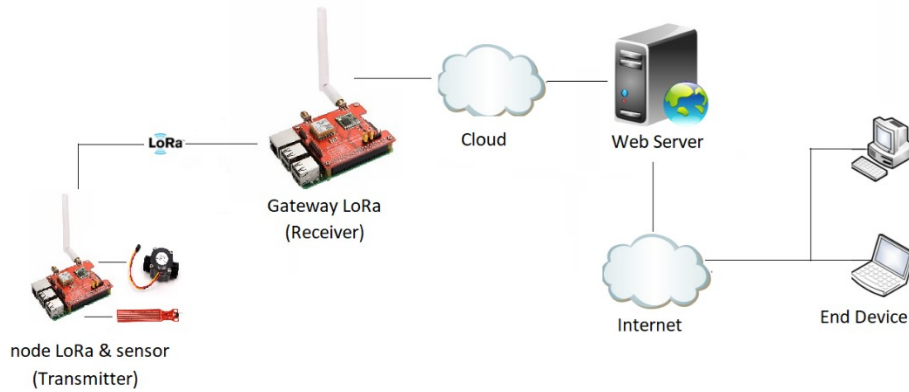 LoRa
Cloud
Web Server
Gateway LoRa
(Receiver)
Internet
End Device
node LoRa & sensor
(Transmitter)